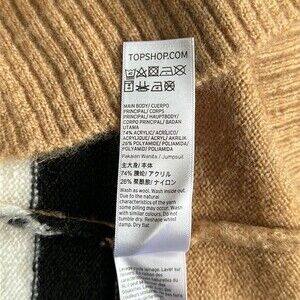 TOPSHOP.COM
MAIN BODY/ CUERPO
PRINCIPAL/ CORPS
PRINCIPAL/ HAUPTBODY/
CORPO PRINCIPAL/ BADAN
UTAMA
74% ACRYLIC/ ACRÍLICO/
ACRYLIQUE/ ACRYL/ AKRILIK
26% POLYAMIDE/ POLIAMIDA/
POLYAMID/ POLIAMIDA
Pakaian Wanita / Jumpsuit
主大身/ 本体
74% 腈纶/ アクリル
26% 聚酰胺/ ナイロン
Wash as wool. Wash inside out.
Due to the natural
characteristics of the yarn
some pilling may occur. Wash
with similar colours. Do not
tumble dry. Reshape whilst
damp. Dry flat